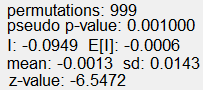 permutations: 999
pseudo p-value: 0.001000
I: -0.0949 E[I]: -0.0006
mean: -0.0013 sd: 0.0143
z-value: -6.5472